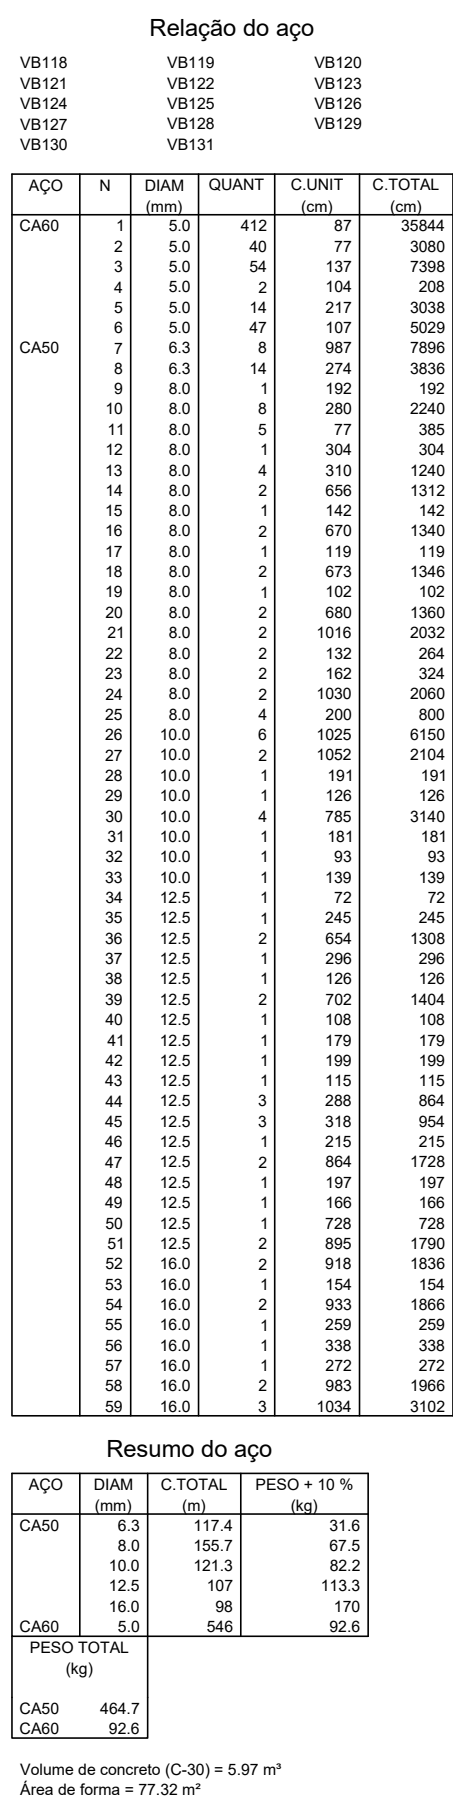 Relação do aço
VB118 VB119 VB120
VB121 VB122 VB123
VB124 VB125 VB126
VB127 VB128 VB129
VB130 VB131
AÇO N DIAM QUANT C.UNIT C.TOTAL
(mm) (cm) (cm)
CA60 1 5.0 412 87 35844
2 5.0 40 77 3080
3 5.0 54 137 7398
4 5.0 2 104 208
5 5.0 14 217 3038
6 5.0 47 107 5029
CA50 7 6.3 8 987 7896
8 6.3 14 274 3836
9 8.0 1 192 192
10 8.0 8 280 2240
11 8.0 5 77 385
12 8.0 1 304 304
13 8.0 4 310 1240
14 8.0 2 656 1312
15 8.0 1 142 142
16 8.0 2 670 1340
17 8.0 1 119 119
18 8.0 2 673 1346
19 8.0 1 102 102
20 8.0 2 680 1360
21 8.0 2 1016 2032
22 8.0 2 132 264
23 8.0 2 162 324
24 8.0 2 1030 2060
25 8.0 4 200 800
26 10.0 6 1025 6150
27 10.0 2 1052 2104
28 10.0 1 191 191
29 10.0 1 126 126
30 10.0 4 785 3140
31 10.0 1 181 181
32 10.0 1 93 93
33 10.0 1 139 139
34 12.5 1 72 72
35 12.5 1 245 245
36 12.5 2 654 1308
37 12.5 1 296 296
38 12.5 1 126 126
39 12.5 2 702 1404
40 12.5 1 108 108
41 12.5 1 179 179
42 12.5 1 199 199
43 12.5 1 115 115
44 12.5 3 288 864
45 12.5 3 318 954
46 12.5 1 215 215
47 12.5 2 864 1728
48 12.5 1 197 197
49 12.5 1 166 166
50 12.5 1 728 728
51 12.5 2 895 1790
52 16.0 2 918 1836
53 16.0 1 154 154
54 16.0 2 933 1866
55 16.0 1 259 259
56 16.0 1 338 338
57 16.0 1 272 272
58 16.0 2 983 1966
59 16.0 3 1034 3102
Resumo do aço
AÇO DIAM C.TOTAL PESO + 10 %
(mm) (m) (kg)
CA50 6.3 117.4 31.6
8.0 155.7 67.5
10.0 121.3 82.2
12.5 107 113.3
16.0 98 170
CA60 5.0 546 92.6
PESO TOTAL
(kg)
CA50 464.7
CA60 92.6
Volume de concreto (C-30) = 5.97 m³
Área de forma = 77.32 m²